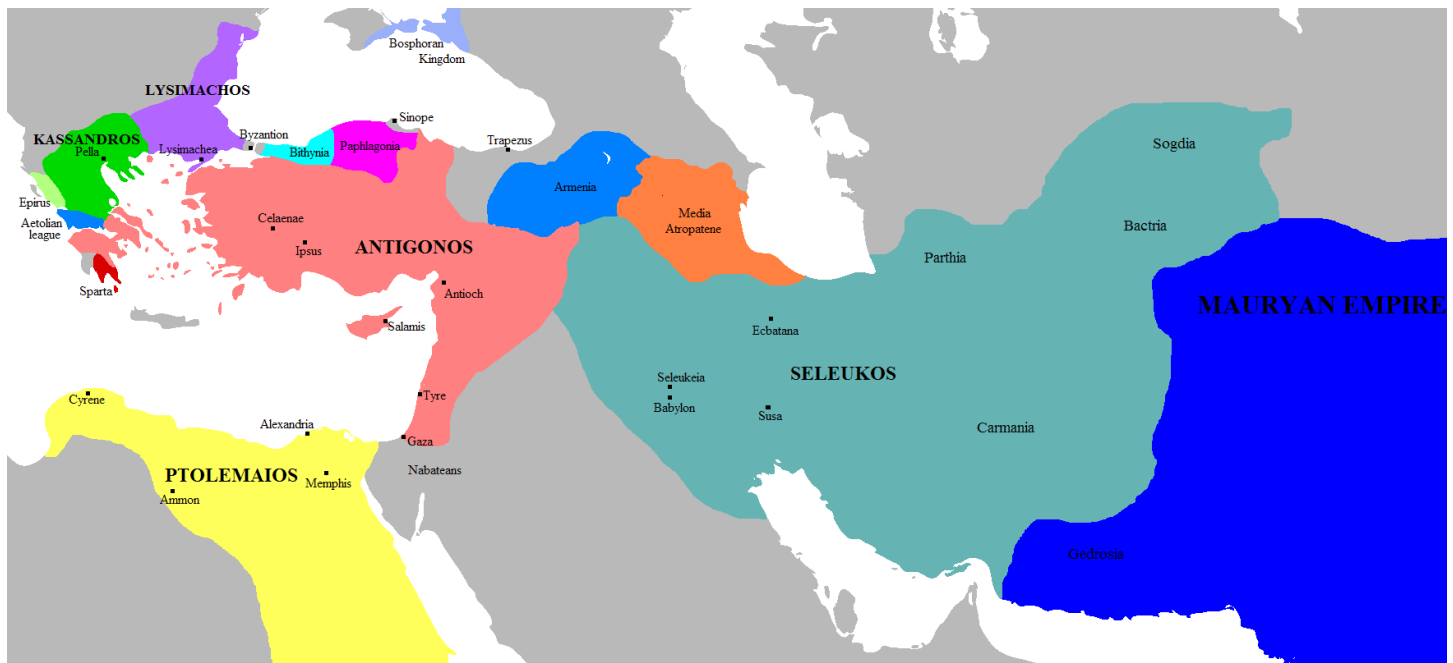 Bosphoran
Kingdom
LYSIMACHOS
Sinope
KASSANDROS
Byzantion
Trapezus
Sogdia
Pella
Lysimachea
Bithynia
Paphlagonia
Armenia
Epirus
Celaenae
Media
Atropatene
Bactria
Aetolian
league
Ipsus
ANTIGONOS
Parthia
Sparta
Antioch
MAURYAN EMPIRE
Salamis
Ecbatana
Seleukeia
SELEUKOS
Cyrene
Tyre
Babylon
Susa
Alexandria
Carmania
Gaza
PTOLEMAIOS
Nabateans
Memphis
Ammon
Gedrosia